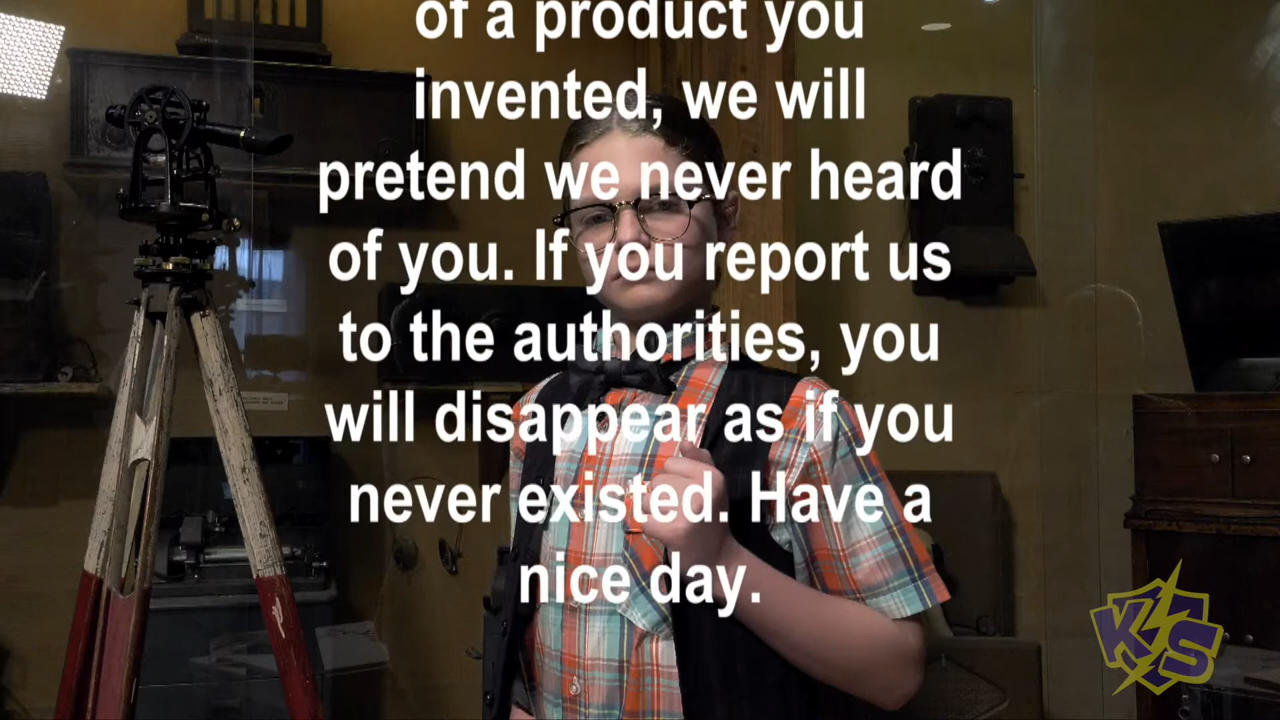 of a product you
invented, we will
pretend we never heard
of you. If you report us
to the authorities, you
will disappear as if you
never existed. Have a
nice day.
KS